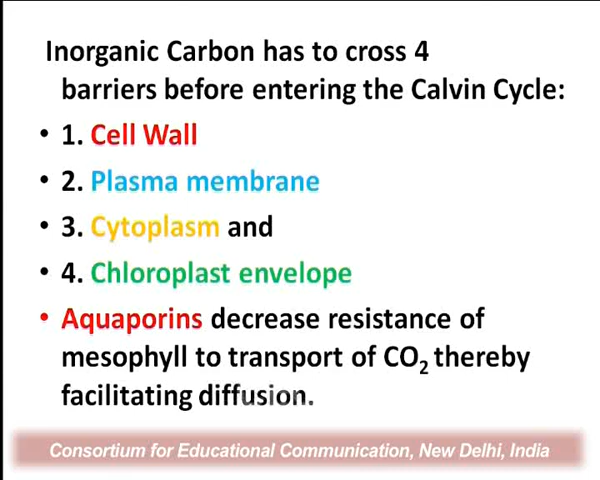 Inorganic Carbon has to cross 4
barriers before entering the Calvin Cycle:
• 1. Cell Wall
• 2. Plasma membrane
• 3. Cytoplasm and
• 4. Chloroplast envelope
• Aquaporins decrease resistance of
mesophyll to transport of CO₂ thereby
facilitating diffusion.
Consortium for Educational Communication, New Delhi, India